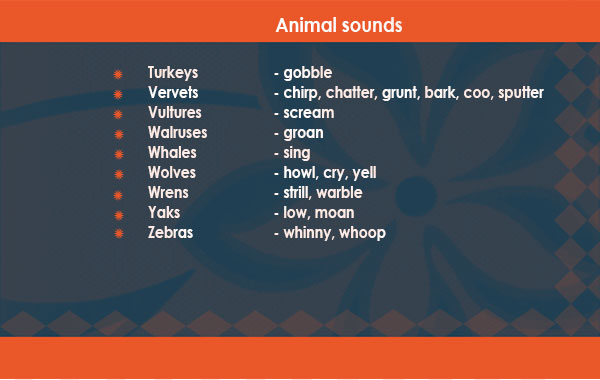 Animal sounds
Turkeys - gobble
Vervets - chirp, chatter, grunt, bark, coo, sputter
Vultures - scream
Walruses - groan
Whales - sing
Wolves - howl, cry, yell
Wrens - strill, warble
Yaks - low, moan
Zebras - whinny, whoop